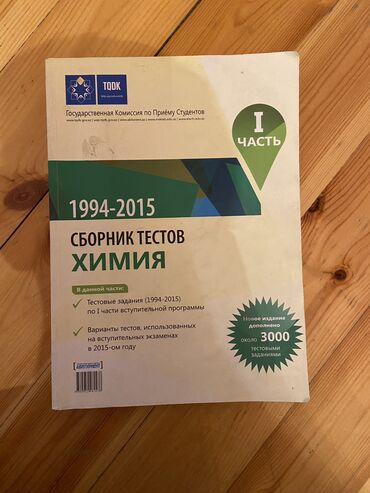 TQDK
Государственная Комиссия по Приёму Студентов
I
ЧАСТЬ
1994-2015
СБОРНИК ТЕСТОВ
ХИМИЯ
В данной части:
Тестовые задания (1994-2015)
по I части вступительной программы
Варианты тестов, использованных
на вступительных экзаменах
в 2015-ом году
Новое издание
дополнено
около 3000
тестовыми
заданиями
АБИТУРИЕНТ